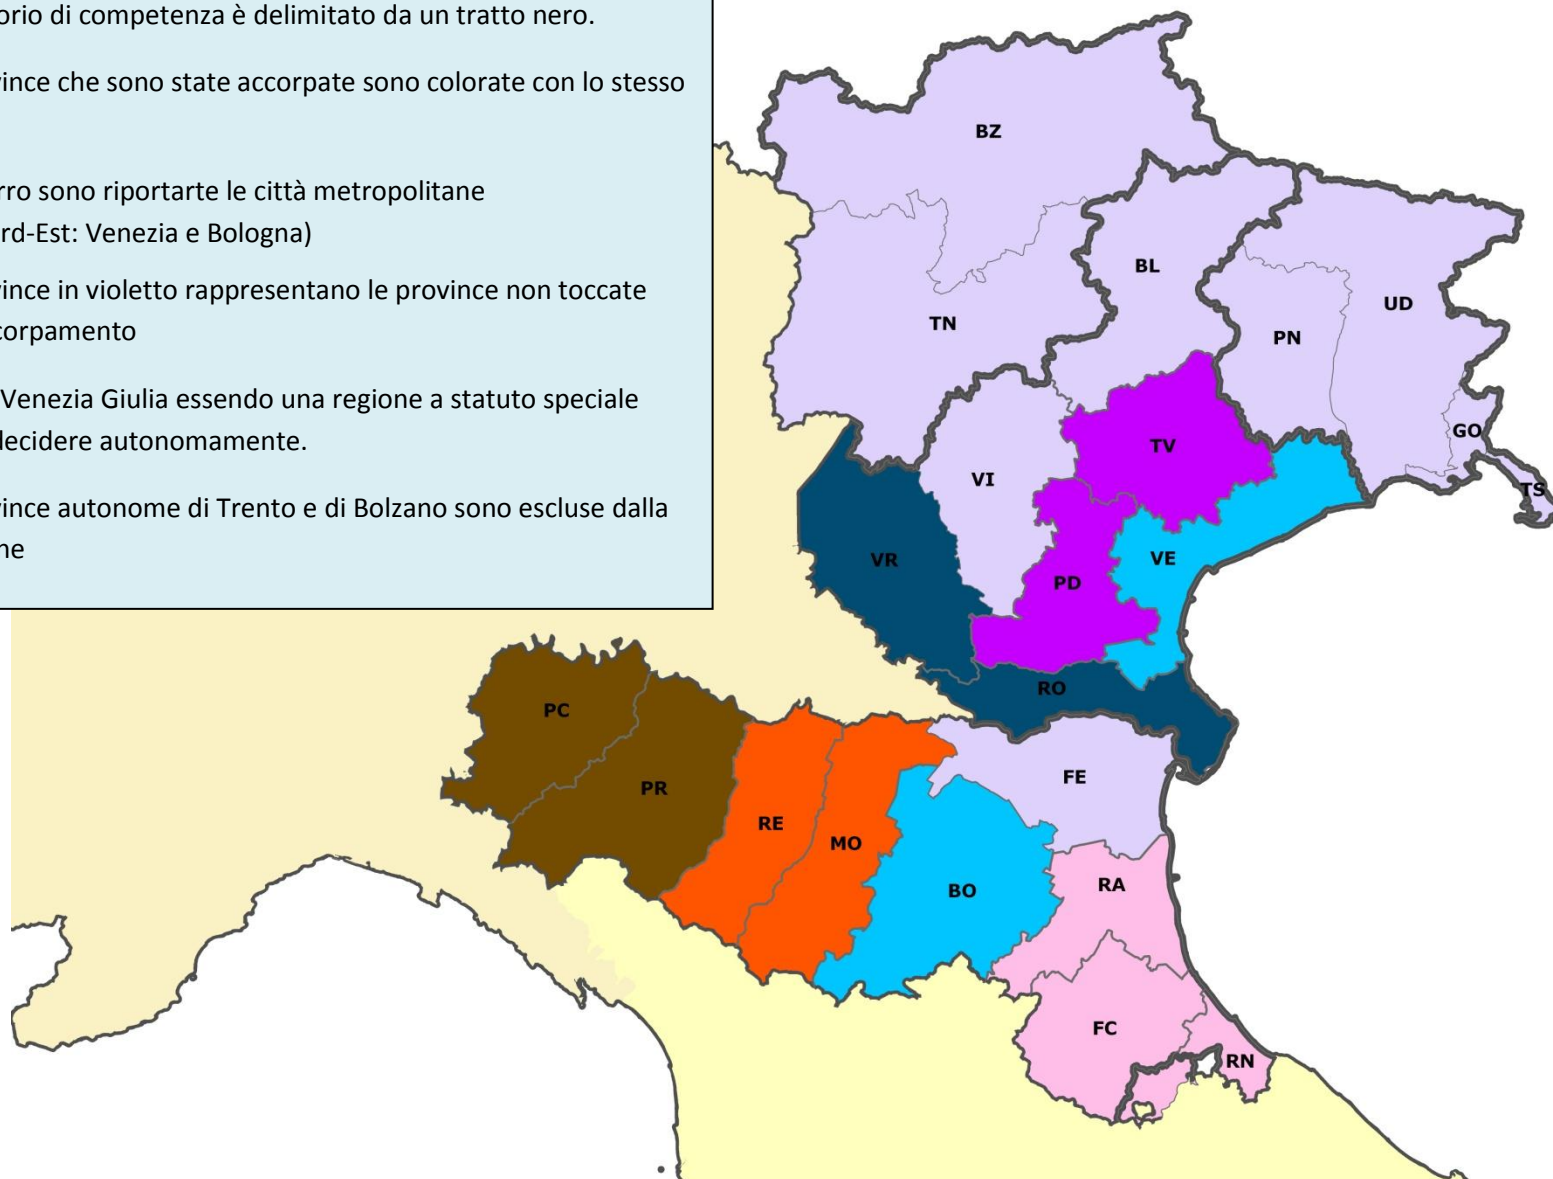 orio di competenza è delimitato da un tratto nero.
vince che sono state accorpate sono colorate con lo stesso
rro sono riportarte le città metropolitane
rd-Est: Venezia e Bologna)
vince in violetto rappresentano le province non toccate
corpamento
Venezia Giulia essendo una regione a statuto speciale
decidere autonomamente.
vince autonome di Trento e di Bolzano sono escluse dalla
ne
BZ
BL
TN
UD
PN
GO
TV
VI
TS
VR
VE
PD
RO
PC
PR
FE
RE
MO
RA
BO
FC
RN